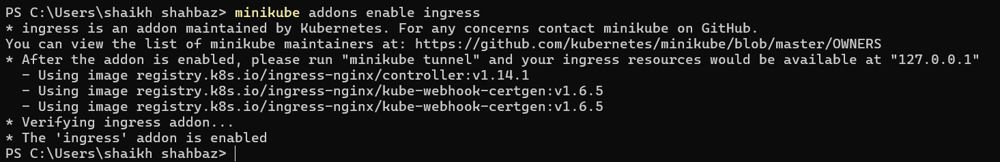 PS C:\Users\shaikh shahbaz> minikube addons enable ingress
* ingress is an addon maintained by Kubernetes. For any concerns contact minikube on GitHub.
You can view the list of minikube maintainers at: https://github.com/kubernetes/minikube/blob/master/OWNERS
* After the addon is enabled, please run "minikube tunnel" and your ingress resources would be available at "127.0.0.1"
  - Using image registry.k8s.io/ingress-nginx/controller:v1.14.1
  - Using image registry.k8s.io/ingress-nginx/kube-webhook-certgen:v1.6.5
  - Using image registry.k8s.io/ingress-nginx/kube-webhook-certgen:v1.6.5
* Verifying ingress addon...
* The 'ingress' addon is enabled
PS C:\Users\shaikh shahbaz>